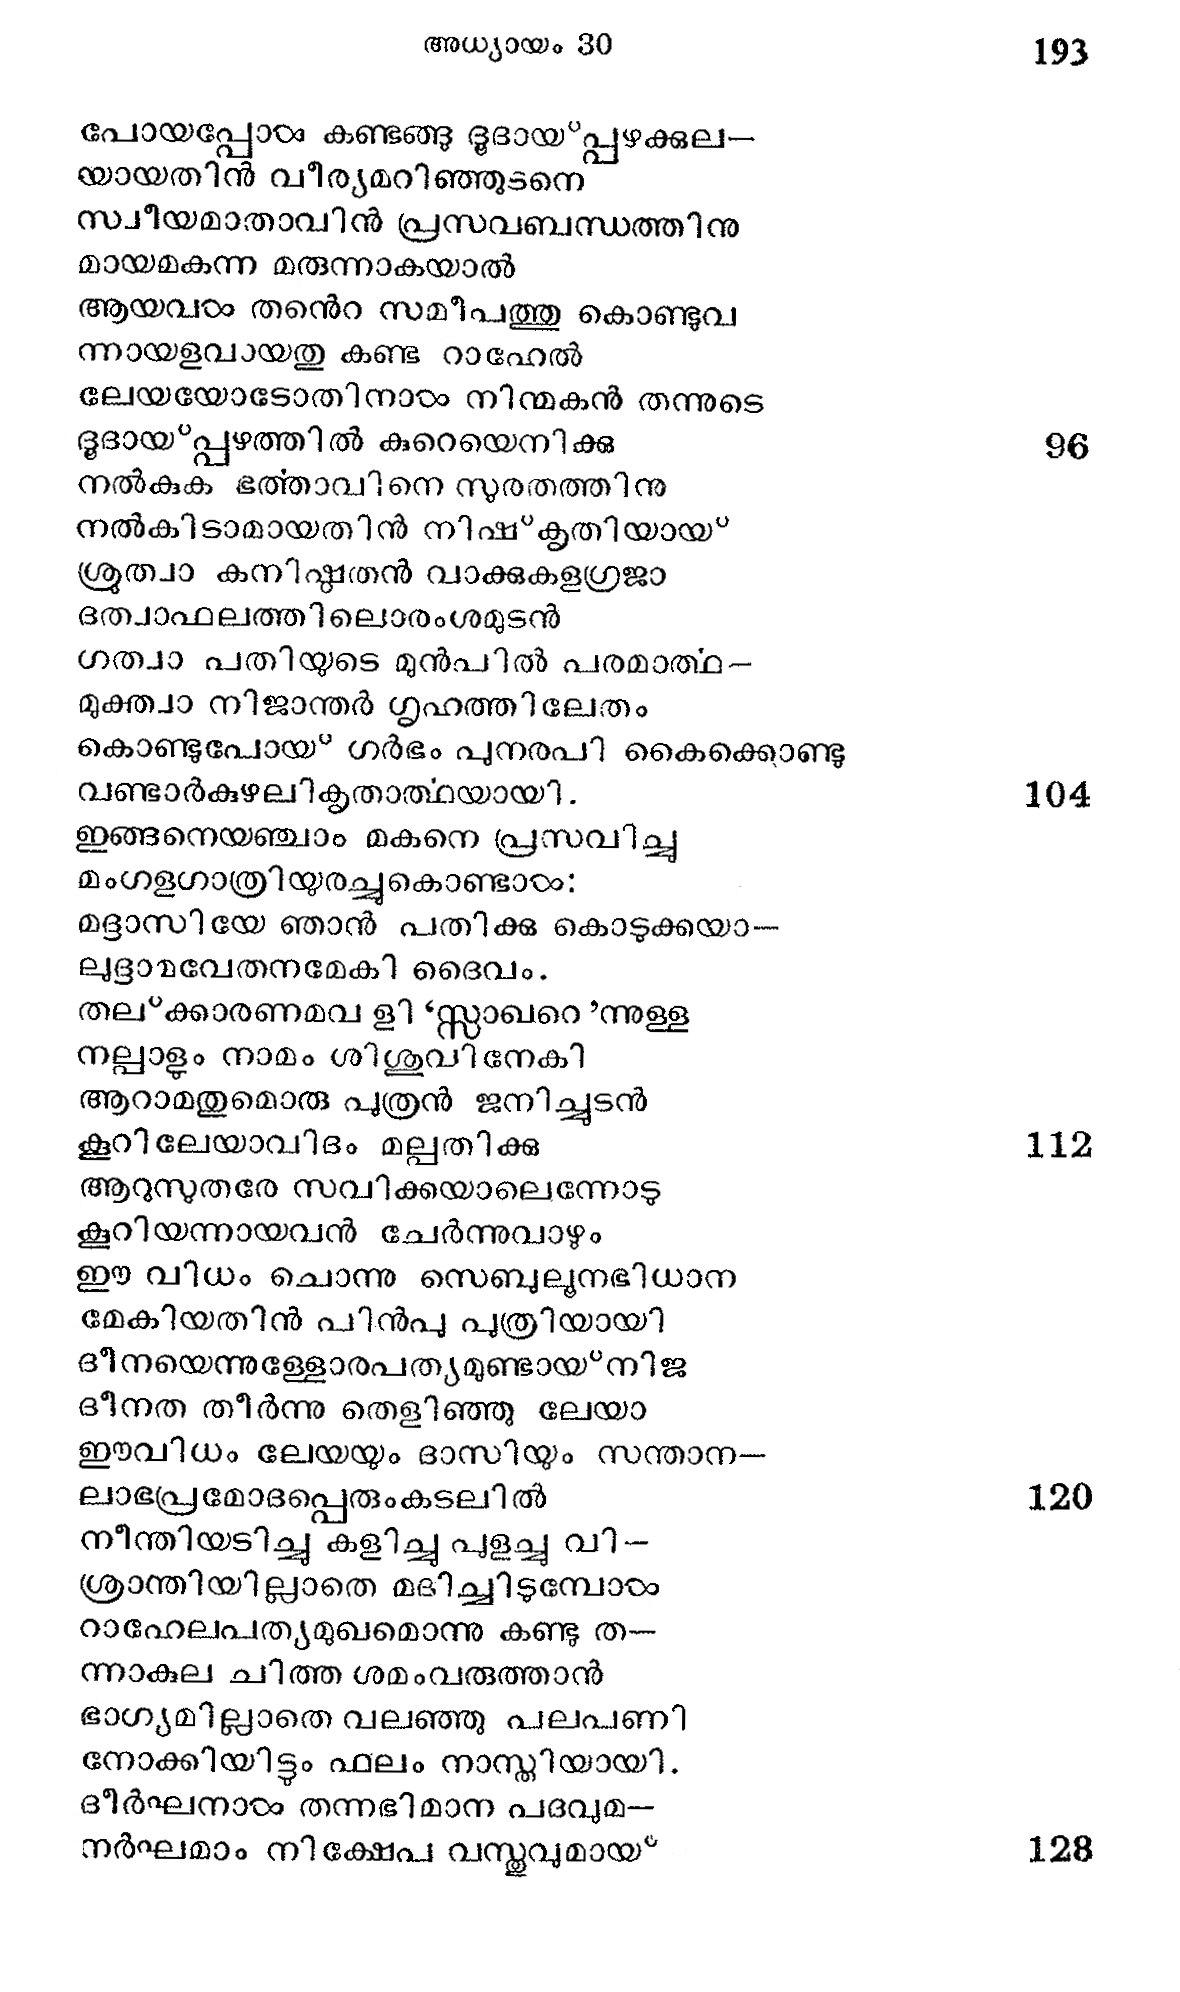 അധ്യായം 30
193
പോയപ്പോൾ കണ്ടങ്ങു ദൂദായ്പ്പഴക്കുല—
യായതിൻ വീര്യമറിഞ്ഞുടനെ
സ്വീയമാതാവിൻ പ്രസവബന്ധത്തിനു
മായമകന്ന മരുന്നാകയാൽ
ആയവൾ തൻെറ സമീപത്തു കൊണ്ടുവ
ന്നായളവായതു കണ്ട റാഹേൽ
ലേയയോടോതിനാൾ നിന്മകൻ തന്നുടെ
ദൂദായ്പ്പഴത്തിൽ കുറെയെനിക്കു 96
നൽകുക ഭൎത്താവിനെ സുരതത്തിനു
നൽകിടാമായതിൻ നിഷ്കൃതിയായ്
ശ്രുത്വാ കനിഷ്ഠതൻ വാക്കുകളഗ്രജാ
ദത്വാഫലത്തിലൊരംശമുടൻ
ഗത്വാ പതിയുടെ മുൻപിൽ പരമാൎത്ഥ—
മുക്ത്വാ നിജാന്തർ ഗൃഹത്തിലേതം
കൊണ്ടുപോയ് ഗർഭം പുനരപി കൈക്കൊണ്ടു
വണ്ടാർകുഴലികൃതാൎത്ഥയായി. 104
ഇങ്ങനെയഞ്ചാം മകനെ പ്രസവിച്ചു
മംഗളഗാത്രിയുരച്ചുകൊണ്ടാൾ:
മദ്ദാസിയേ ഞാൻ പതിക്കു കൊടുക്കയാ—
ലുദ്ദാമവേതനമേകി ദൈവം.
തല്ക്കാരണമവ ളി ‘സ്സാഖറെ ’ന്നുള്ള
നല്പാളും നാമം ശിശുവിനേകി
ആറാമതുമൊരു പുത്രൻ ജനിച്ചുടൻ
കൂറിലേയാവിദം മല്പതിക്കു 112
ആറുസുതരേ സവിക്കയാലെന്നോടു
കൂറിയന്നായവൻ ചേർന്നുവാഴും
ഈ വിധം ചൊന്നു സെബുലൂനഭിധാന
മേകിയതിൻ പിൻപു പുത്രിയായി
ദീനയെന്നുള്ളോരപത്യമുണ്ടായ്നിജ
ദീനത തീർന്നു തെളിഞ്ഞു ലേയാ
ഈവിധം ലേയയും ദാസിയും സന്താന—
ലാഭപ്രമോദപ്പെരുംകടലിൽ 120
നീന്തിയടിച്ചു കളിച്ചു പുളച്ചു വി—
ശ്രാന്തിയില്ലാതെ മദിച്ചിടുമ്പോൾ
റാഹേലപത്യമുഖമൊന്നു കണ്ടു ത—
ന്നാകുല ചിത്ത ശമംവരുത്താൻ
ഭാഗ്യമില്ലാതെ വലഞ്ഞു പലപണി
നോക്കിയിട്ടും ഫലം നാസ്തിയായി.
ദീർഘനാൾ തന്നഭിമാന പദവുമ—
നർഘമാം നിക്ഷേപ വസ്തുവുമായ് 128